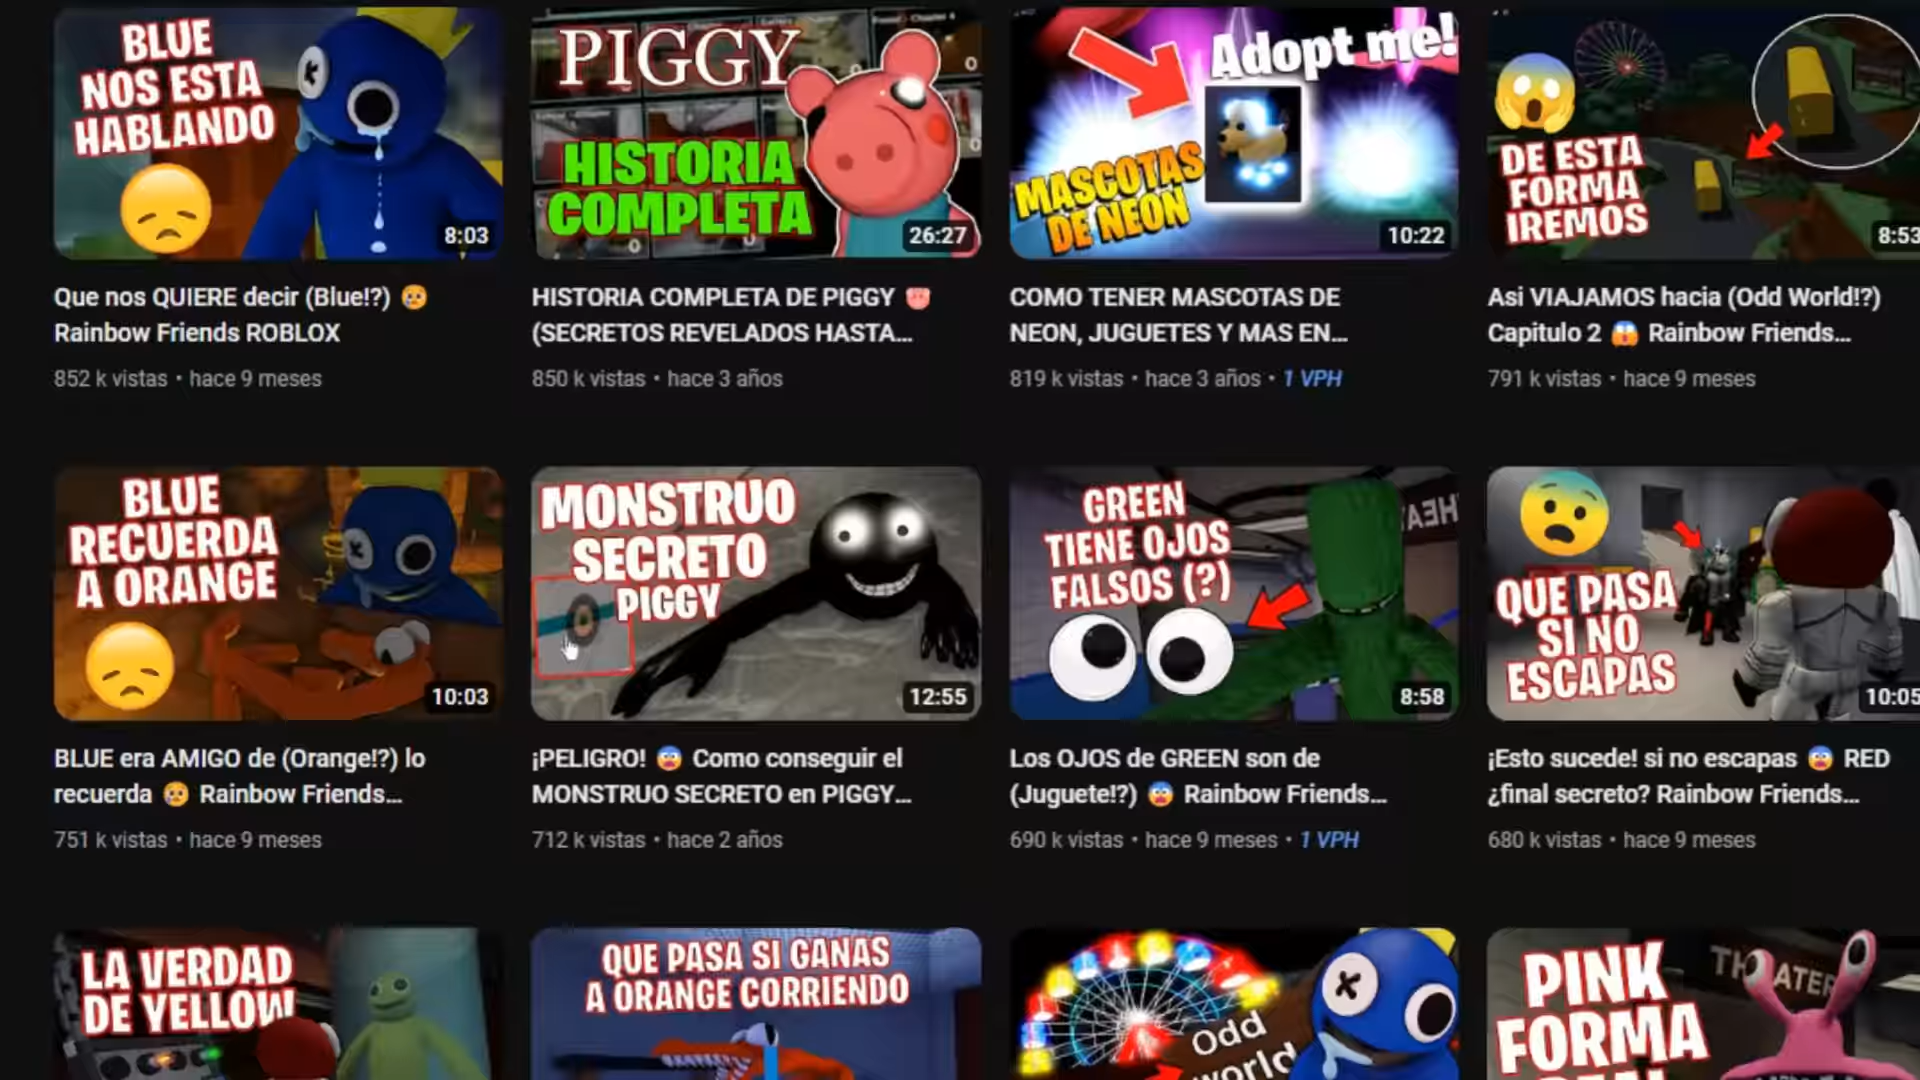 BLUE
NOS ESTA
HABLANDO
8:03
PIGGY
HISTORIA
COMPLETA
26:27
Adopt me!
MASCOTAS
DE NEON
10:22
DE ESTA
FORMA
IREMOS
8:53
Que nos QUIERE decir (Blue!?) 😥
Rainbow Friends ROBLOX
852 k vistas • hace 9 meses
HISTORIA COMPLETA DE PIGGY 🐷
(SECRETOS REVELADOS HASTA...
850 k vistas • hace 3 años
COMO TENER MASCOTAS DE
NEON, JUGUETES Y MAS EN...
819 k vistas • hace 3 años • 1 VPH
Asi VIAJAMOS hacia (Odd World!?)
Capitulo 2 😱 Rainbow Friends...
791 k vistas • hace 9 meses
BLUE
RECUERDA
A ORANGE
10:03
MONSTRUO
SECRETO
PIGGY
12:55
GREEN
TIENE OJOS
FALSOS (?)
THEA
8:58
QUE PASA
SI NO
ESCAPAS
10:05
BLUE era AMIGO de (Orange!?) lo
recuerda 😥 Rainbow Friends...
751 k vistas • hace 9 meses
¡PELIGRO! 😨 Como conseguir el
MONSTRUO SECRETO en PIGGY...
712 k vistas • hace 2 años
Los OJOS de GREEN son de
(Juguete!?) 😨 Rainbow Friends...
690 k vistas • hace 9 meses • 1 VPH
¡Esto sucede! si no escapas 😨 RED
¿final secreto? Rainbow Friends...
680 k vistas • hace 9 meses
LA VERDAD
DE YELLOW
QUE PASA SI GANAS
A ORANGE CORRIENDO
Odd
world
THEATER
PINK
FORMA